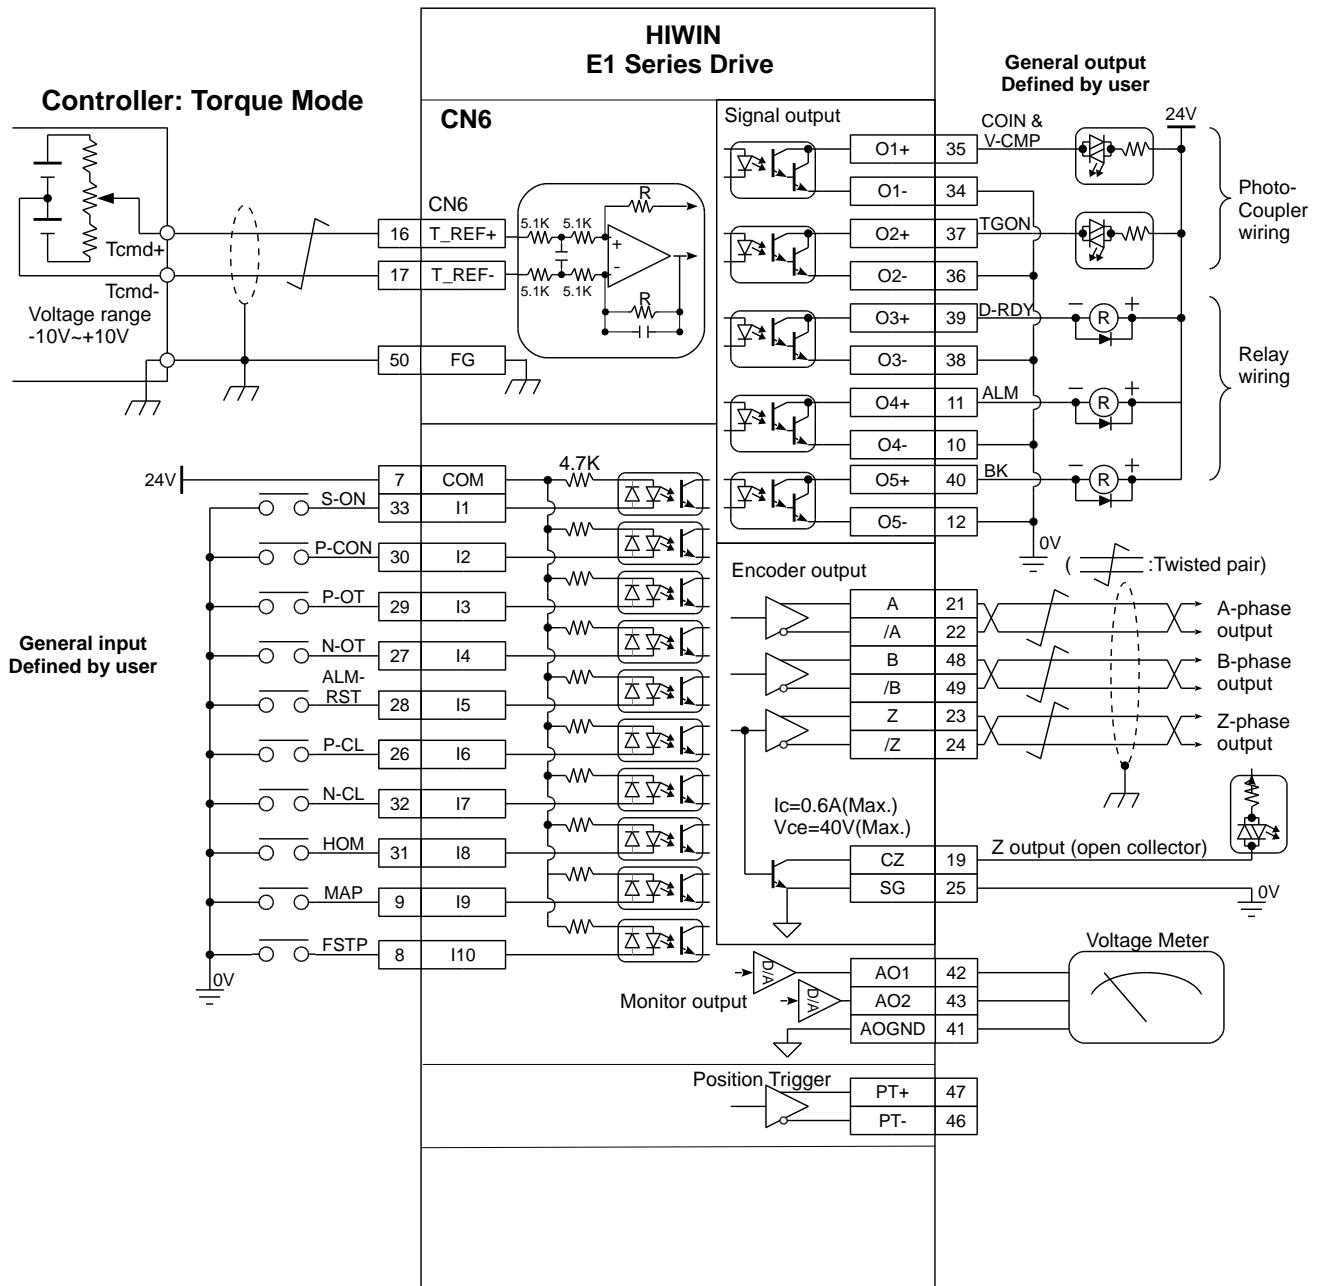 HIWIN
E1 Series Drive
Controller: Torque Mode
CN6
CN6
16 T_REF+
17 T_REF-
50 FG
Tcmd+
Tcmd-
Voltage range
-10V~+10V
5.1K 5.1K
5.1K 5.1K
R
+
-
R
Signal output
General output
Defined by user
24V
COIN &
V-CMP
O1+ 35
O1- 34
O2+ 37 TGON
O2- 36
O3+ 39 D-RDY
O3- 38
O4+ 11 ALM
O4- 10
O5+ 40 BK
O5- 12
− R +
− R +
− R +
Photo-
Coupler
wiring
Relay
wiring
0V
( :Twisted pair)
General input
Defined by user
24V
7 COM
4.7K
S-ON 33 I1
P-CON 30 I2
P-OT 29 I3
N-OT 27 I4
ALM-
RST 28 I5
P-CL 26 I6
N-CL 32 I7
HOM 31 I8
MAP 9 I9
FSTP 8 I10
0V
Encoder output
A 21
/A 22
B 48
/B 49
Z 23
/Z 24
A-phase
output
B-phase
output
Z-phase
output
Ic=0.6A(Max.)
Vce=40V(Max.)
CZ 19 Z output (open collector)
SG 25
0V
Monitor output
D/A
D/A
AO1 42
AO2 43
AOGND 41
Voltage Meter
Position Trigger
PT+ 47
PT- 46